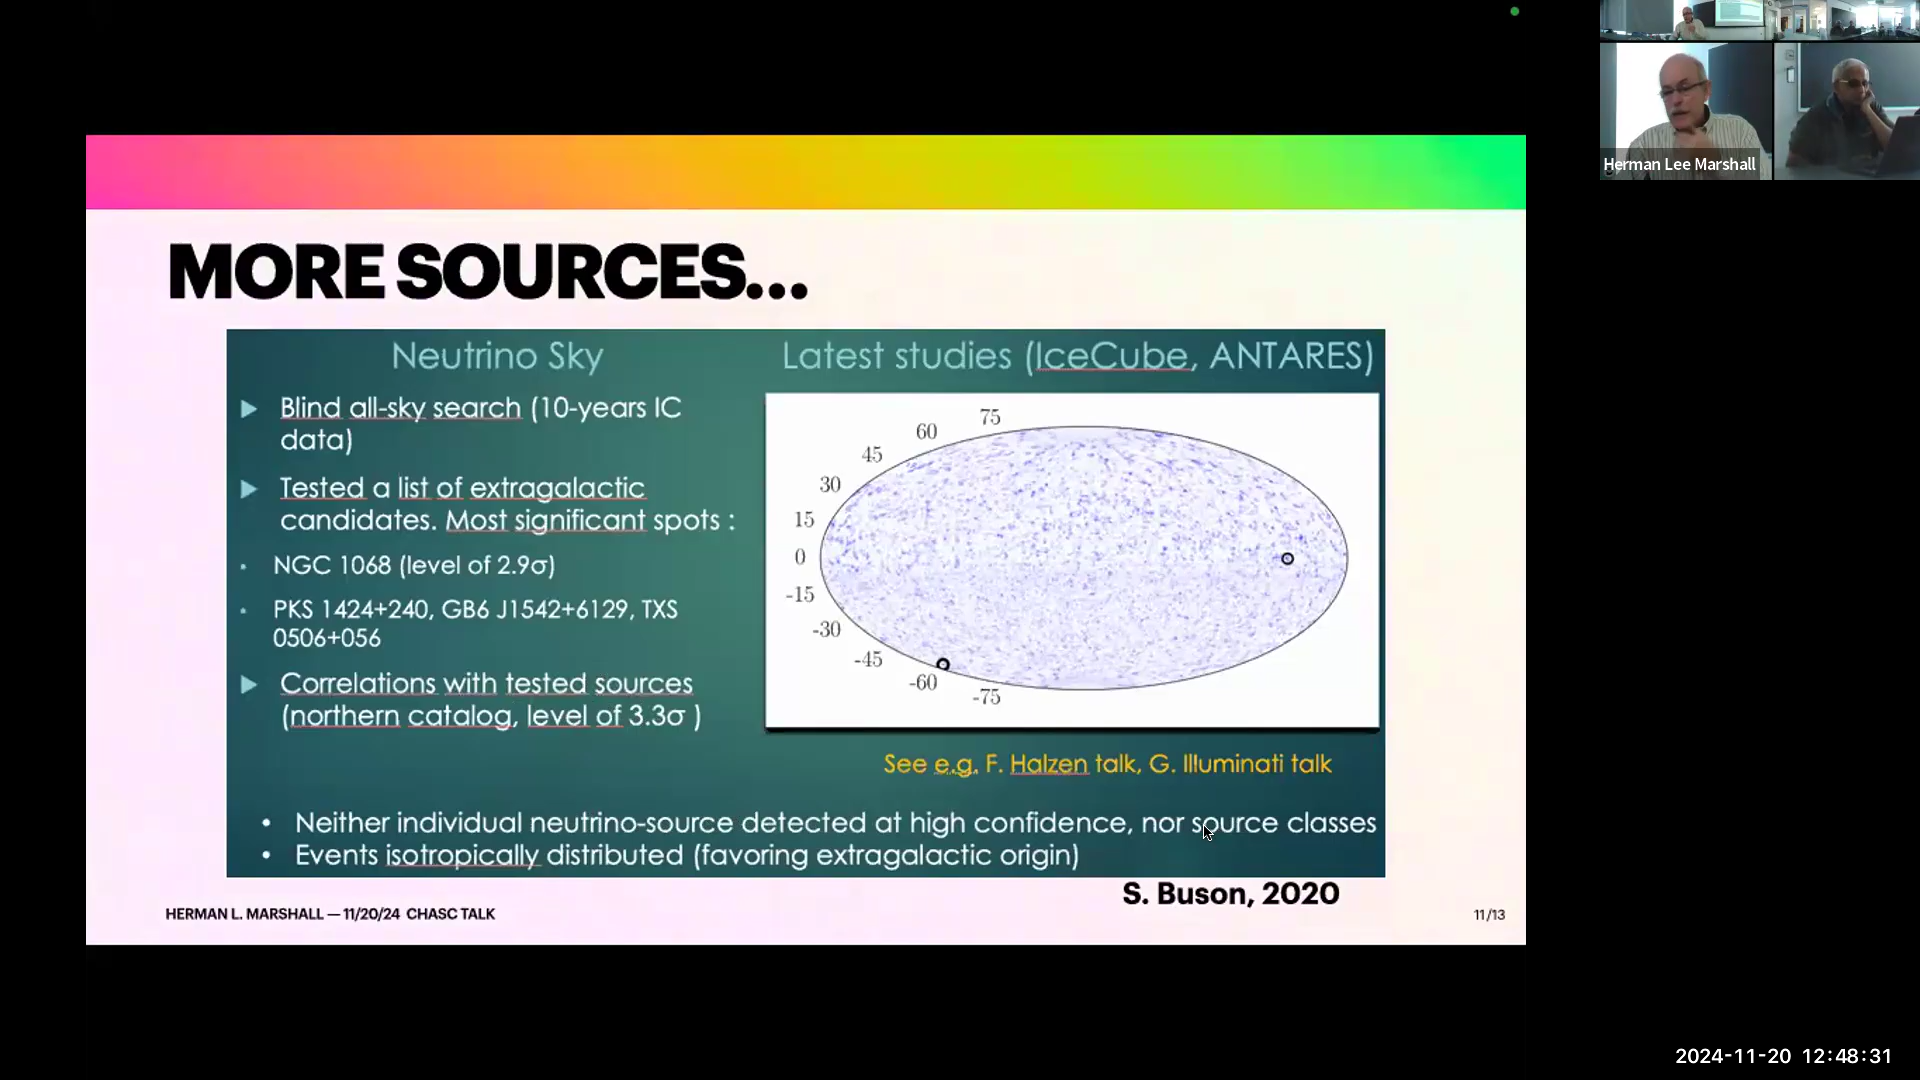 Herman Lee Marshall
MORE SOURCES...
Neutrino Sky
Latest studies (IceCube, ANTARES)
Blind all-sky search (10-years IC
data)
Tested a list of extragalactic
candidates. Most significant spots :
NGC 1068 (level of 2.9σ)
PKS 1424+240, GB6 J1542+6129, TXS
0506+056
Correlations with tested sources
(northern catalog, level of 3.3σ )
75
60
45
30
15
0
-15
-30
-45
-60
-75
See e.g. F. Halzen talk, G. Illuminati talk
• Neither individual neutrino-source detected at high confidence, nor source classes
• Events isotropically distributed (favoring extragalactic origin)
S. Buson, 2020
HERMAN L. MARSHALL — 11/20/24 CHASC TALK
11/13
2024-11-20 12:48:31